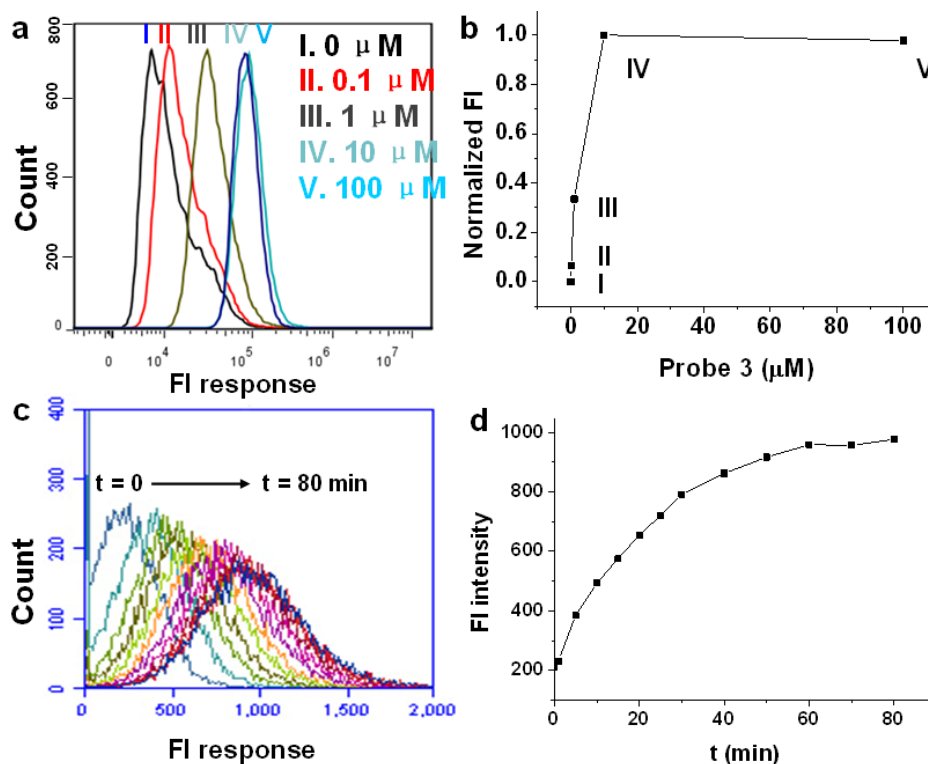 a
I II III IV V
I. 0 μM
II. 0.1 μM
III. 1 μM
IV. 10 μM
V. 100 μM
800
600
400
200
0
Count
0 10⁴ 10⁵ 10⁶ 10⁷
FI response
b
1.0
0.8
0.6
0.4
0.2
0.0
Normalized FI
IV
V
III
II
I
0 20 40 60 80 100
Probe 3 (μM)
c
400
300
200
100
0
Count
t = 0 t = 80 min
0 500 1,000 1,500 2,000
FI response
d
1000
800
600
400
200
FI intensity
0 20 40 60 80
t (min)